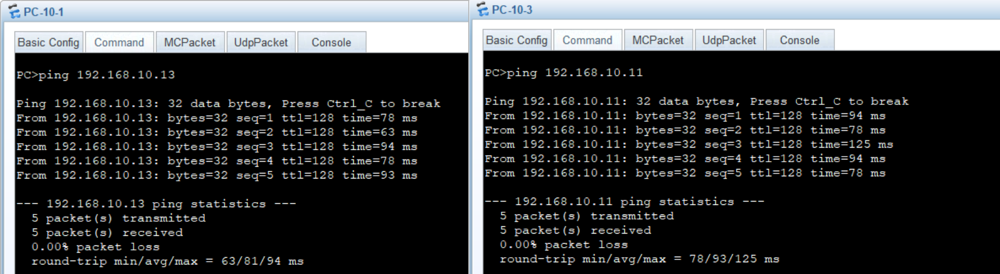 PC-10-1
Basic Config Command MCPacket UdpPacket Console
PC>ping 192.168.10.13
Ping 192.168.10.13: 32 data bytes, Press Ctrl_C to break
From 192.168.10.13: bytes=32 seq=1 ttl=128 time=78 ms
From 192.168.10.13: bytes=32 seq=2 ttl=128 time=63 ms
From 192.168.10.13: bytes=32 seq=3 ttl=128 time=94 ms
From 192.168.10.13: bytes=32 seq=4 ttl=128 time=78 ms
From 192.168.10.13: bytes=32 seq=5 ttl=128 time=93 ms
--- 192.168.10.13 ping statistics ---
5 packet(s) transmitted
5 packet(s) received
0.00% packet loss
round-trip min/avg/max = 63/81/94 ms
PC-10-3
Basic Config Command MCPacket UdpPacket Console
PC>ping 192.168.10.11
Ping 192.168.10.11: 32 data bytes, Press Ctrl_C to break
From 192.168.10.11: bytes=32 seq=1 ttl=128 time=94 ms
From 192.168.10.11: bytes=32 seq=2 ttl=128 time=78 ms
From 192.168.10.11: bytes=32 seq=3 ttl=128 time=125 ms
From 192.168.10.11: bytes=32 seq=4 ttl=128 time=94 ms
From 192.168.10.11: bytes=32 seq=5 ttl=128 time=78 ms
--- 192.168.10.11 ping statistics ---
5 packet(s) transmitted
5 packet(s) received
0.00% packet loss
round-trip min/avg/max = 78/93/125 ms